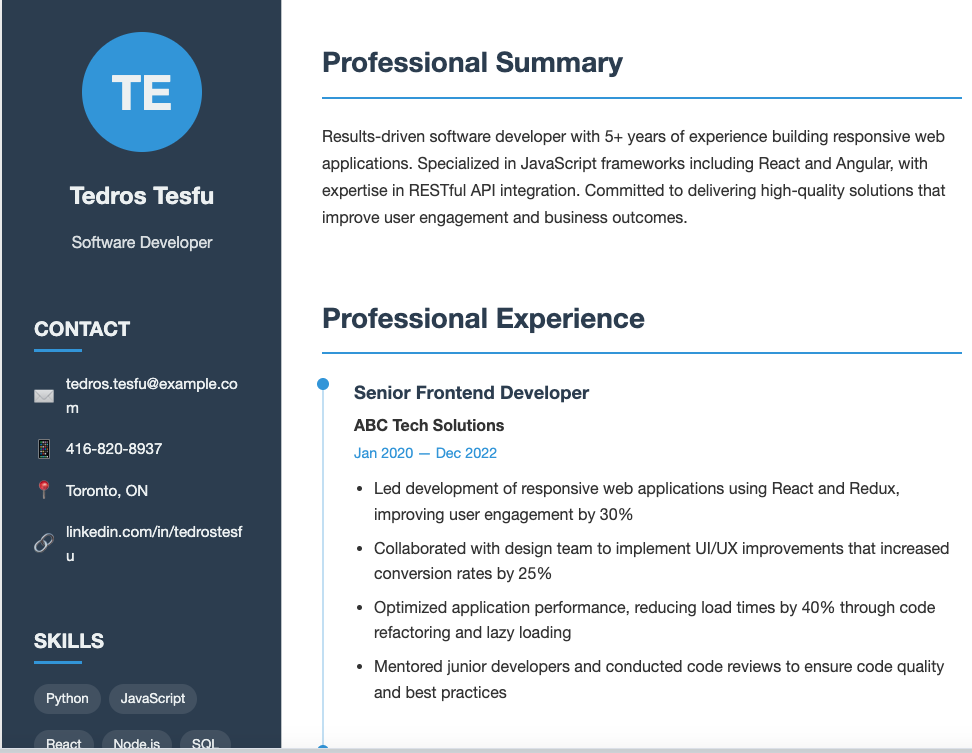 TE
Tedros Tesfu
Software Developer
CONTACT
tedros.tesfu@example.co
m
416-820-8937
Toronto, ON
linkedin.com/in/tedrostesf
u
SKILLS
Python JavaScript
React Node.js SQL
Professional Summary
Results-driven software developer with 5+ years of experience building responsive web
applications. Specialized in JavaScript frameworks including React and Angular, with
expertise in RESTful API integration. Committed to delivering high-quality solutions that
improve user engagement and business outcomes.
Professional Experience
Senior Frontend Developer
ABC Tech Solutions
Jan 2020 — Dec 2022
• Led development of responsive web applications using React and Redux,
improving user engagement by 30%
• Collaborated with design team to implement UI/UX improvements that increased
conversion rates by 25%
• Optimized application performance, reducing load times by 40% through code
refactoring and lazy loading
• Mentored junior developers and conducted code reviews to ensure code quality
and best practices